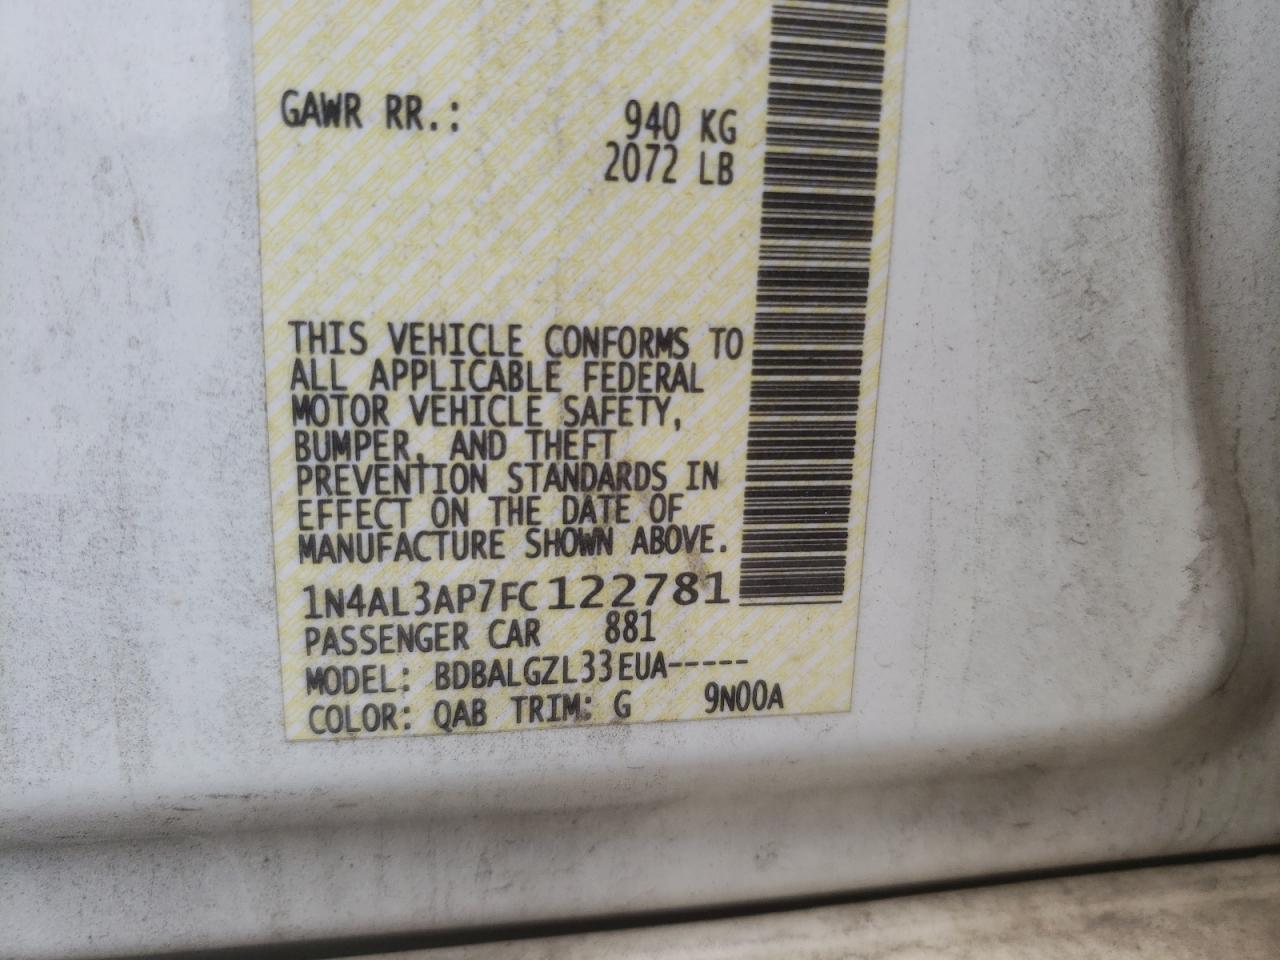 GAWR RR.: 940 KG
2072 LB
THIS VEHICLE CONFORMS TO
ALL APPLICABLE FEDERAL
MOTOR VEHICLE SAFETY,
BUMPER, AND THEFT
PREVENTION STANDARDS IN
EFFECT ON THE DATE OF
MANUFACTURE SHOWN ABOVE.
1N4AL3AP7FC122781
PASSENGER CAR 881
MODEL: BDBALGZL33EUA-----
COLOR: QAB TRIM: G 9N00A